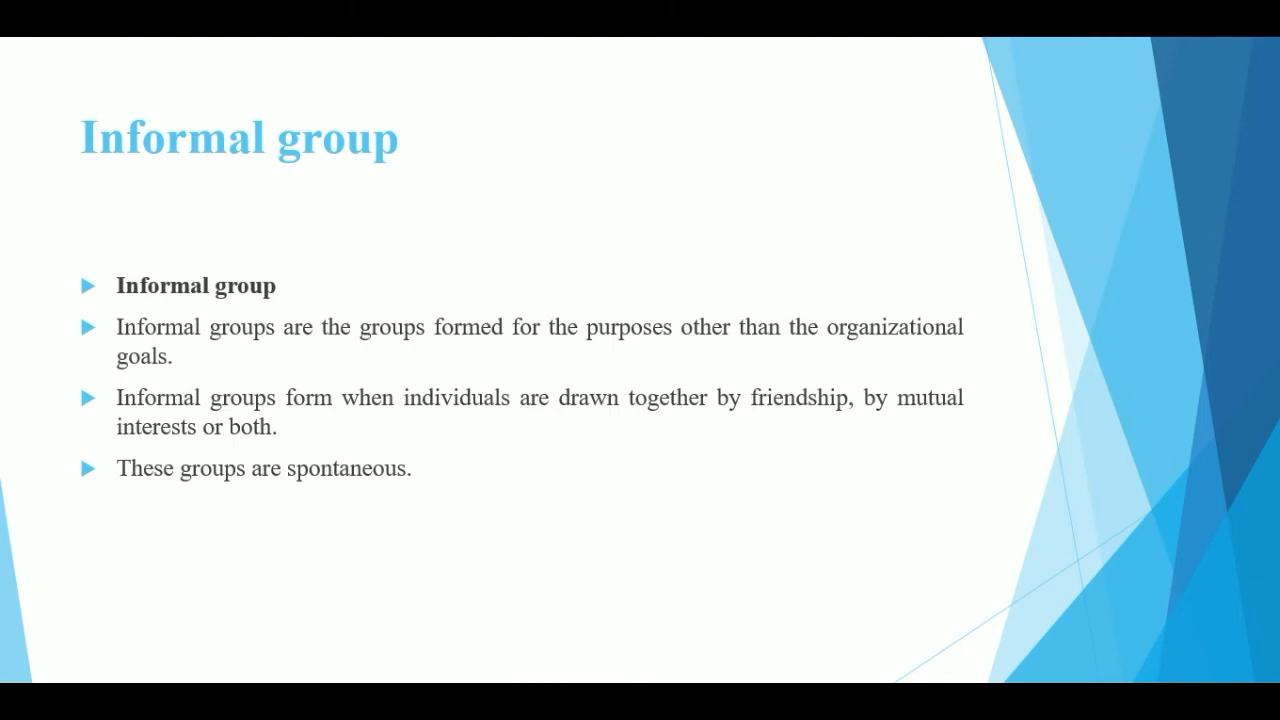 Informal group
Informal group
Informal groups are the groups formed for the purposes other than the organizational
goals.
Informal groups form when individuals are drawn together by friendship, by mutual
interests or both.
These groups are spontaneous.